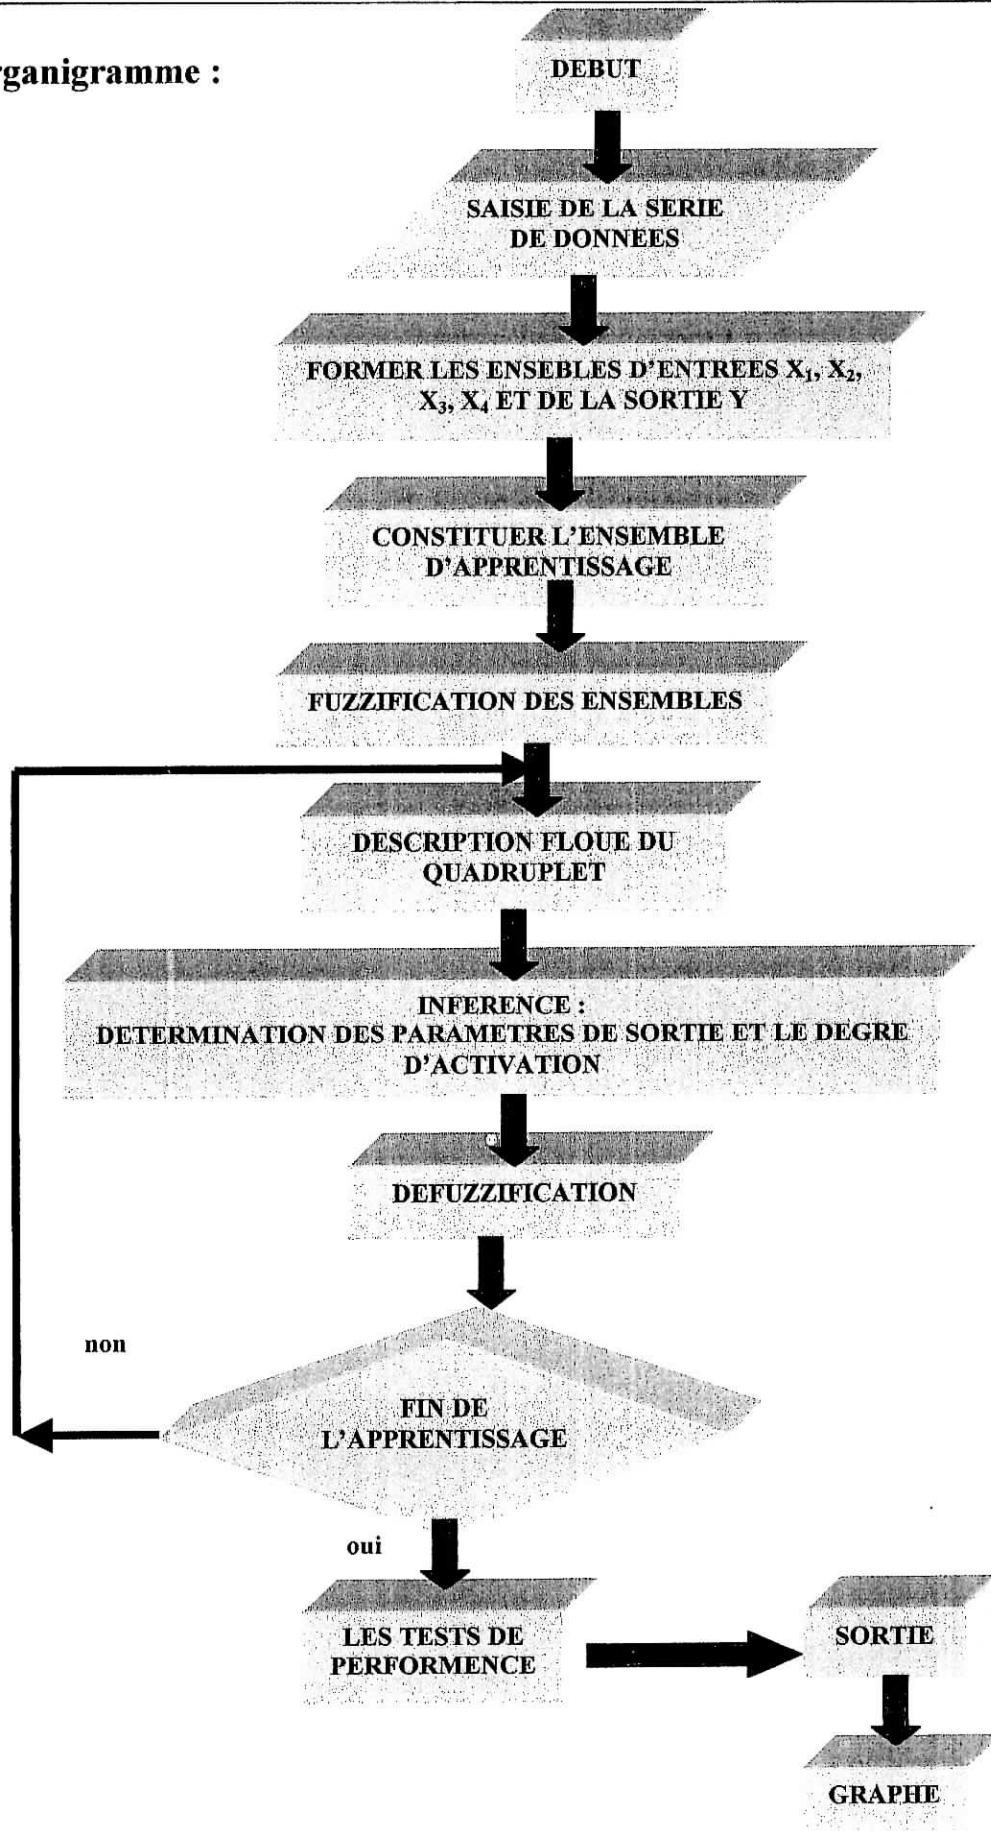 rganigramme :
DEBUT
SAISIE DE LA SERIE
DE DONNEES
FORMER LES ENSEBLES D'ENTREES X₁, X₂,
X₃, X₄ ET DE LA SORTIE Y
CONSTITUER L'ENSEMBLE
D'APPRENTISSAGE
FUZZIFICATION DES ENSEMBLES
DESCRIPTION FLOUE DU
QUADRUPLET
INFERENCE :
DETERMINATION DES PARAMETRES DE SORTIE ET LE DEGRE
D'ACTIVATION
DEFUZZIFICATION
non
FIN DE
L'APPRENTISSAGE
oui
LES TESTS DE
PERFORMENCE
SORTIE
GRAPHE